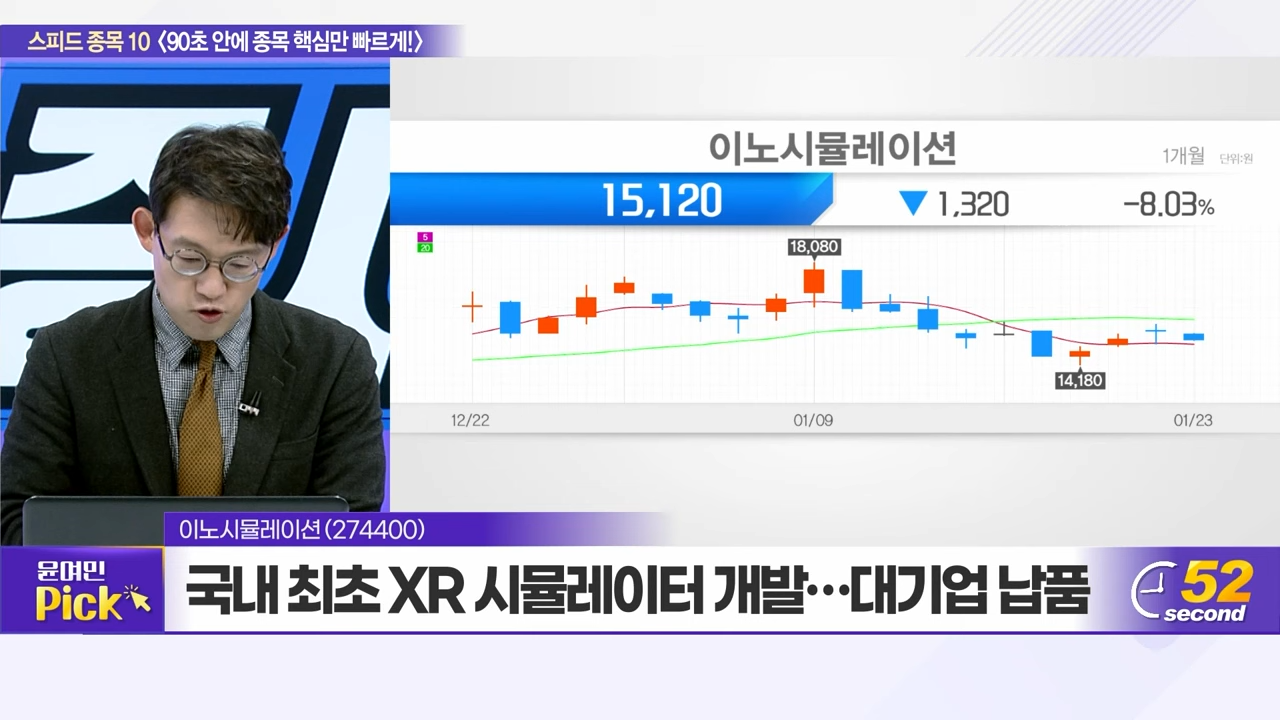 스피드 종목 10 〈90초 안에 종목 핵심만 빠르게!〉
이노시뮬레이션
1개월 단위:원
15,120 ▼ 1,320 -8.03%
5
20
18,080
14,180
12/22 01/09 01/23
이노시뮬레이션(274400)
윤여민
Pick
국내 최초 XR 시뮬레이터 개발…대기업 납품
52
second